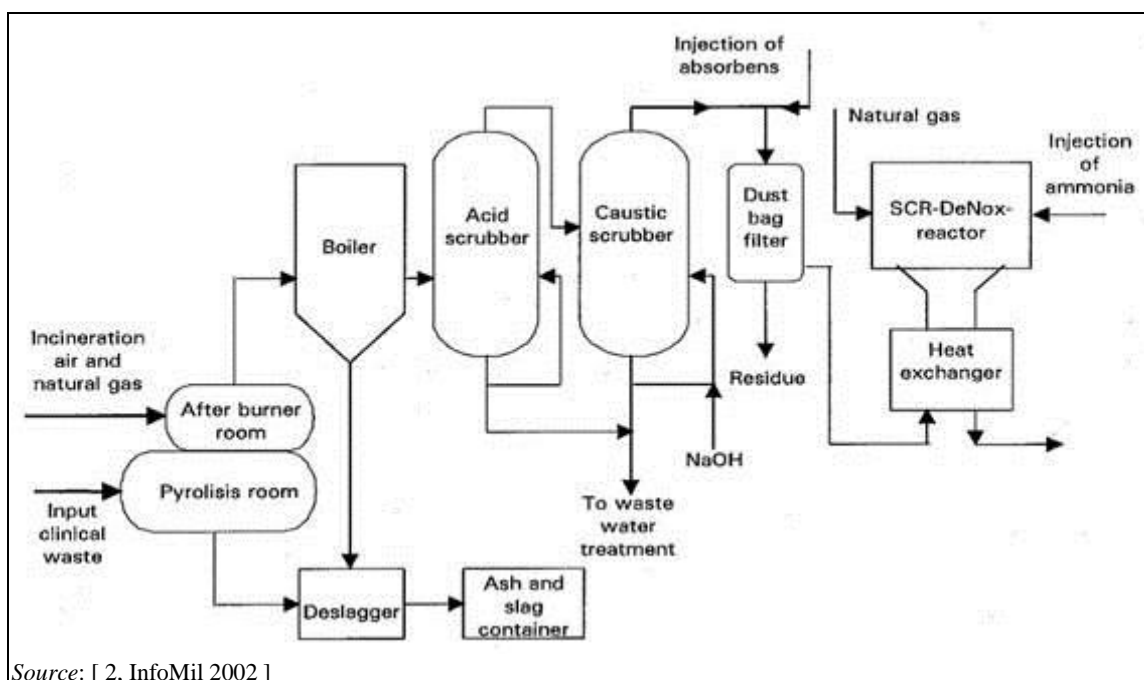 Injection of
absorbens
Natural gas
Injection
of
ammonia
SCR-DeNox-
reactor
Dust
bag
filter
Caustic
scrubber
Acid
scrubber
Boiler
Incineration
air and
natural gas
After burner
room
Heat
exchanger
Residue
NaOH
Pyrolisis room
Input
clinical
waste
To waste
water
treatment
Deslagger
Ash and
slag
container
Source: [ 2, InfoMil 2002 ]